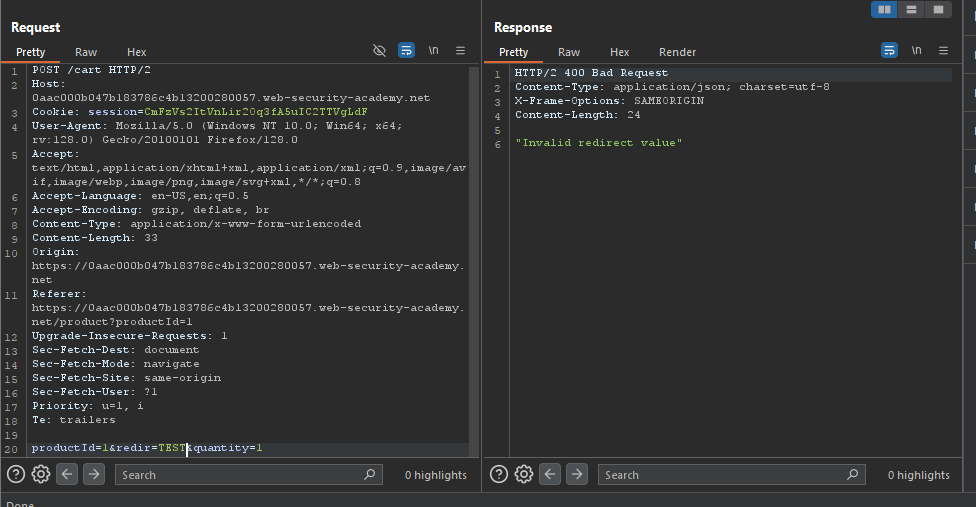 Request
Pretty Raw Hex \n
1 POST /cart HTTP/2
2 Host:
0aac000b047b183786c4b13200280057.web-security-academy.net
3 Cookie: session=CmFzVs2ItVnLir20q3fA5uIC2TTVgLdF
4 User-Agent: Mozilla/5.0 (Windows NT 10.0; Win64; x64;
rv:128.0) Gecko/20100101 Firefox/128.0
5 Accept:
text/html,application/xhtml+xml,application/xml;q=0.9,image/av
if,image/webp,image/png,image/svg+xml,*/*;q=0.8
6 Accept-Language: en-US,en;q=0.5
7 Accept-Encoding: gzip, deflate, br
8 Content-Type: application/x-www-form-urlencoded
9 Content-Length: 33
10 Origin:
https://0aac000b047b183786c4b13200280057.web-security-academy.
net
11 Referer:
https://0aac000b047b183786c4b13200280057.web-security-academy.
net/product?productId=1
12 Upgrade-Insecure-Requests: 1
13 Sec-Fetch-Dest: document
14 Sec-Fetch-Mode: navigate
15 Sec-Fetch-Site: same-origin
16 Sec-Fetch-User: ?1
17 Priority: u=1, i
18 Te: trailers
19
20 productId=1&redir=TEST&quantity=1
Search 0 highlights
Done
Response
Pretty Raw Hex Render \n
1 HTTP/2 400 Bad Request
2 Content-Type: application/json; charset=utf-8
3 X-Frame-Options: SAMEORIGIN
4 Content-Length: 24
5
6 "Invalid redirect value"
Search 0 highlights